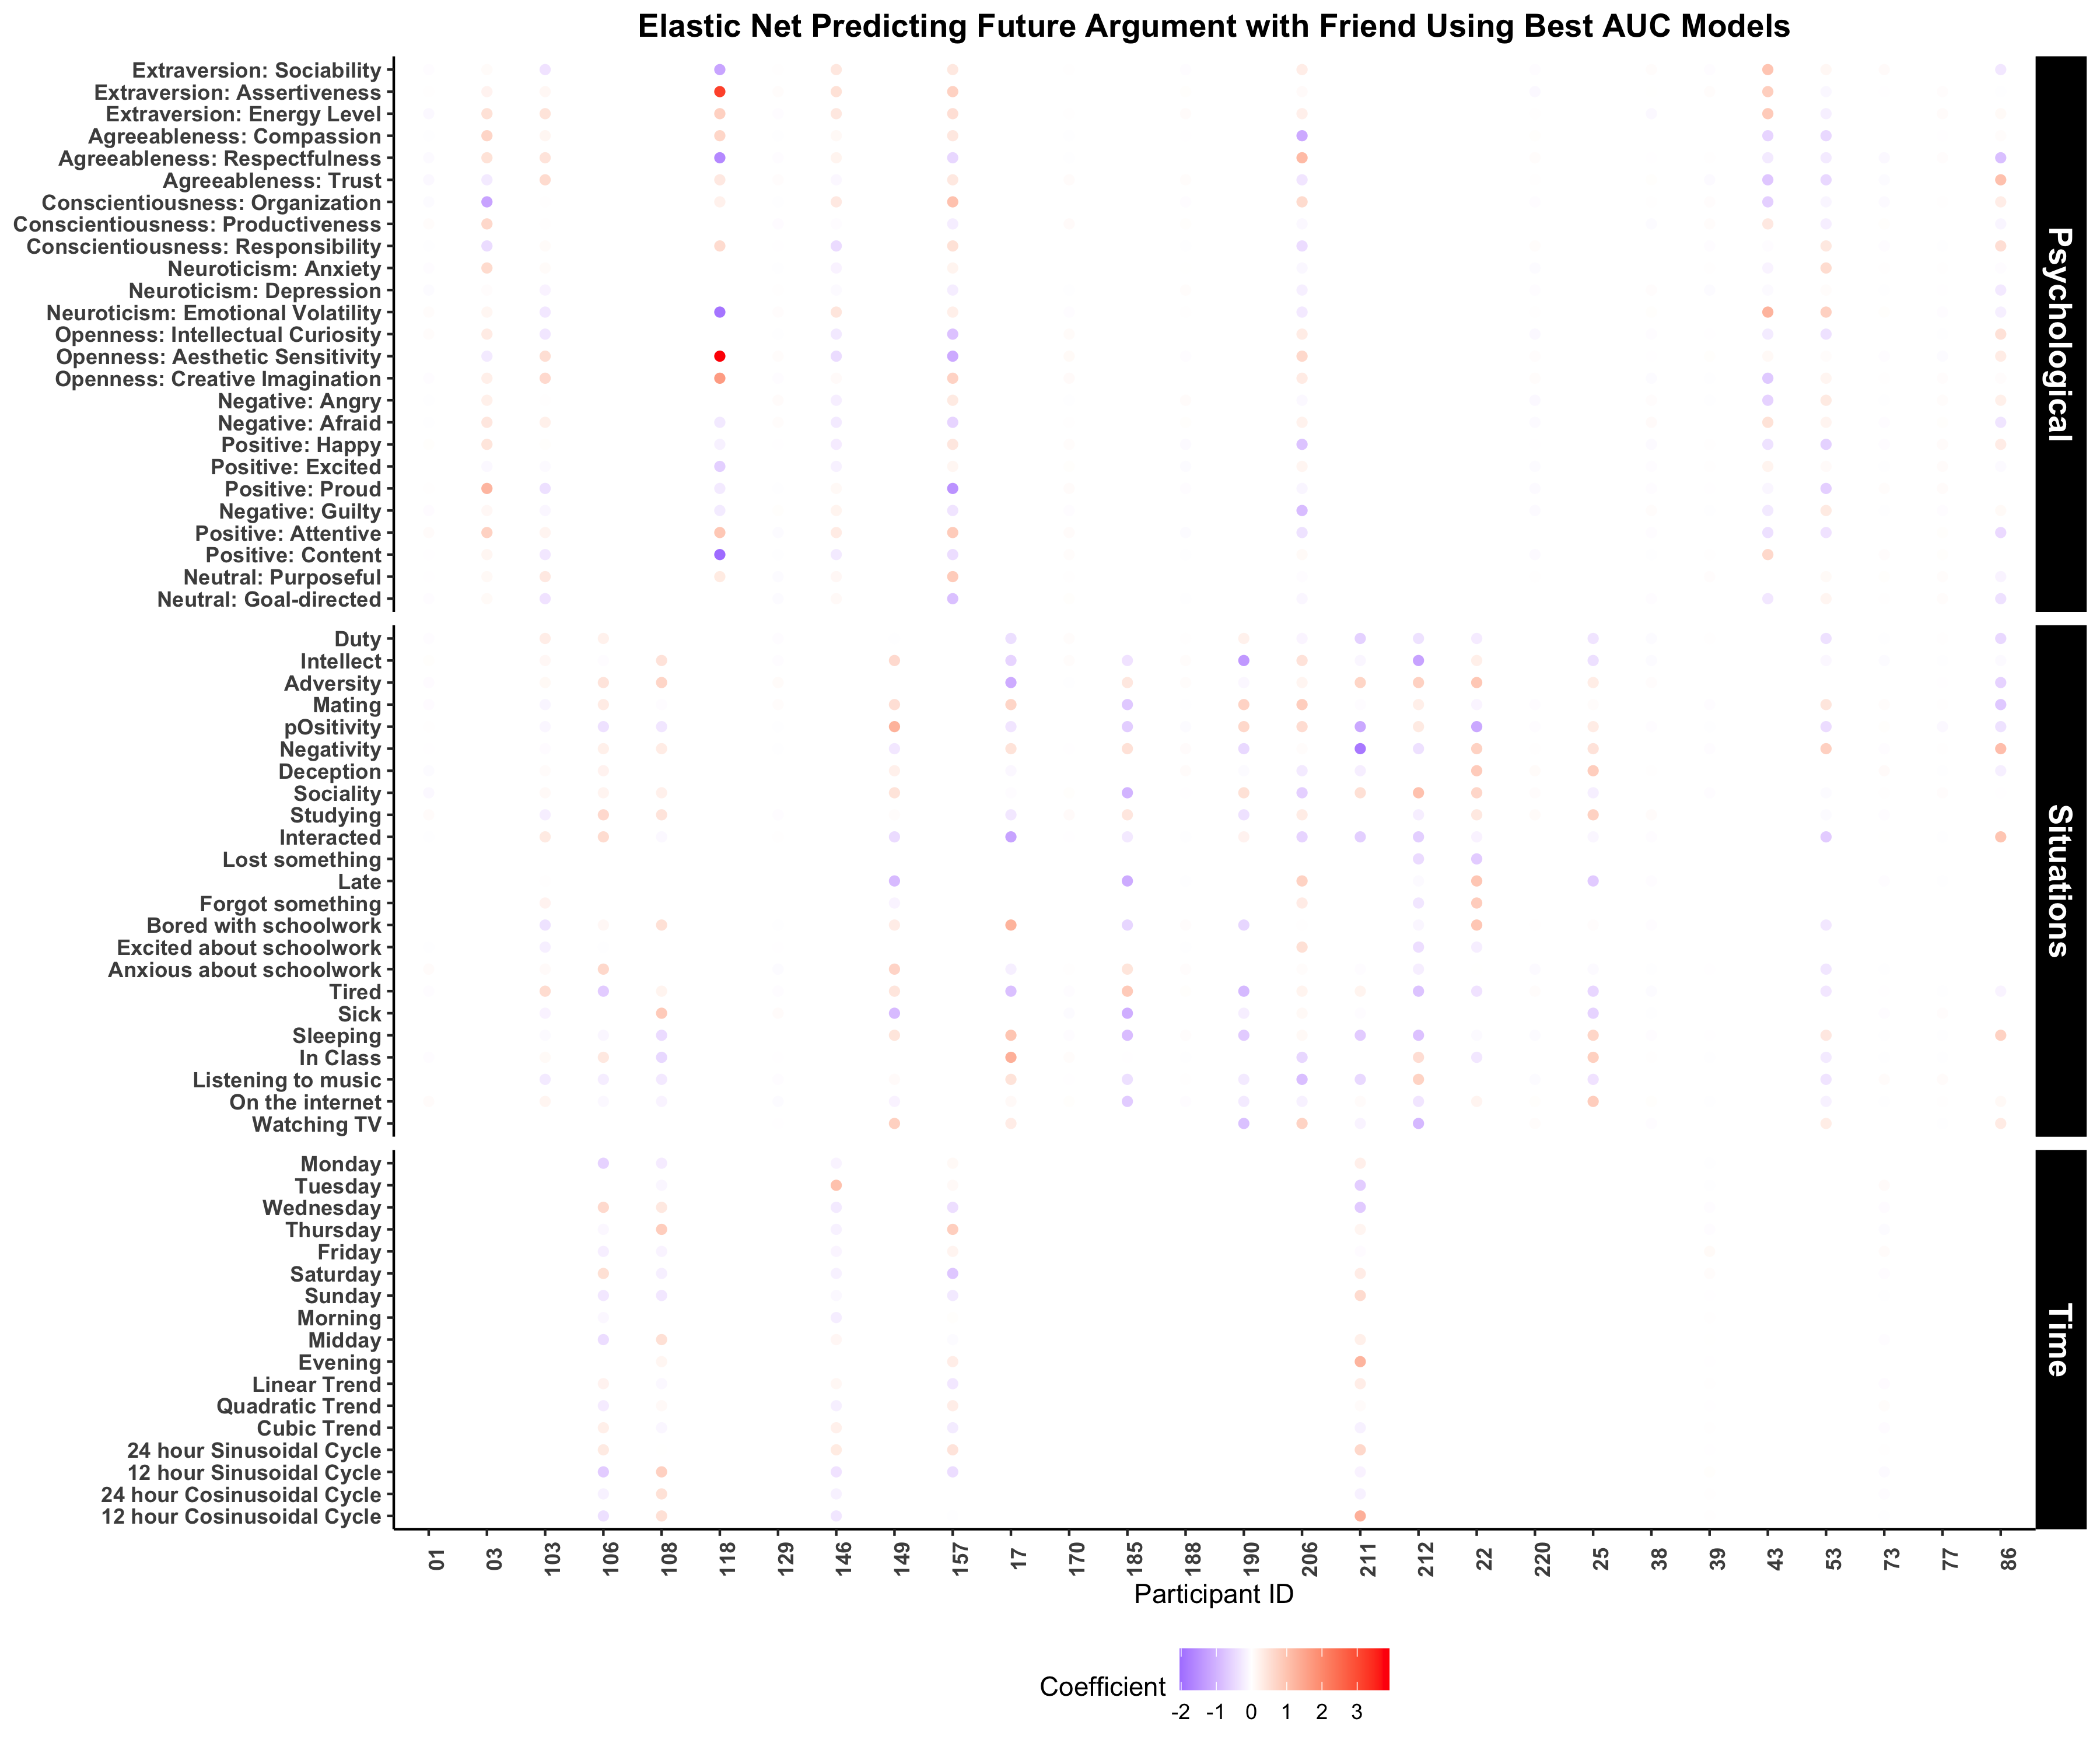 Elastic Net Predicting Future Argument with Friend Using Best AUC Models
Extraversion: Sociability
Extraversion: Assertiveness
Extraversion: Energy Level
Agreeableness: Compassion
Agreeableness: Respectfulness
Agreeableness: Trust
Conscientiousness: Organization
Conscientiousness: Productiveness
Conscientiousness: Responsibility
Neuroticism: Anxiety
Neuroticism: Depression
Neuroticism: Emotional Volatility
Openness: Intellectual Curiosity
Openness: Aesthetic Sensitivity
Openness: Creative Imagination
Negative: Angry
Negative: Afraid
Positive: Happy
Positive: Excited
Positive: Proud
Negative: Guilty
Positive: Attentive
Positive: Content
Neutral: Purposeful
Neutral: Goal-directed
Psychological
Duty
Intellect
Adversity
Mating
pOsitivity
Negativity
Deception
Sociality
Studying
Interacted
Lost something
Late
Forgot something
Bored with schoolwork
Excited about schoolwork
Anxious about schoolwork
Tired
Sick
Sleeping
In Class
Listening to music
On the internet
Watching TV
Situations
Monday
Tuesday
Wednesday
Thursday
Friday
Saturday
Sunday
Morning
Midday
Evening
Linear Trend
Quadratic Trend
Cubic Trend
24 hour Sinusoidal Cycle
12 hour Sinusoidal Cycle
24 hour Cosinusoidal Cycle
12 hour Cosinusoidal Cycle
Time
01 03 103 106 108 118 129 146 149 157 17 170 185 188 190 206 211 212 22 220 25 38 39 43 53 73 77 86
Participant ID
Coefficient
-2 -1 0 1 2 3